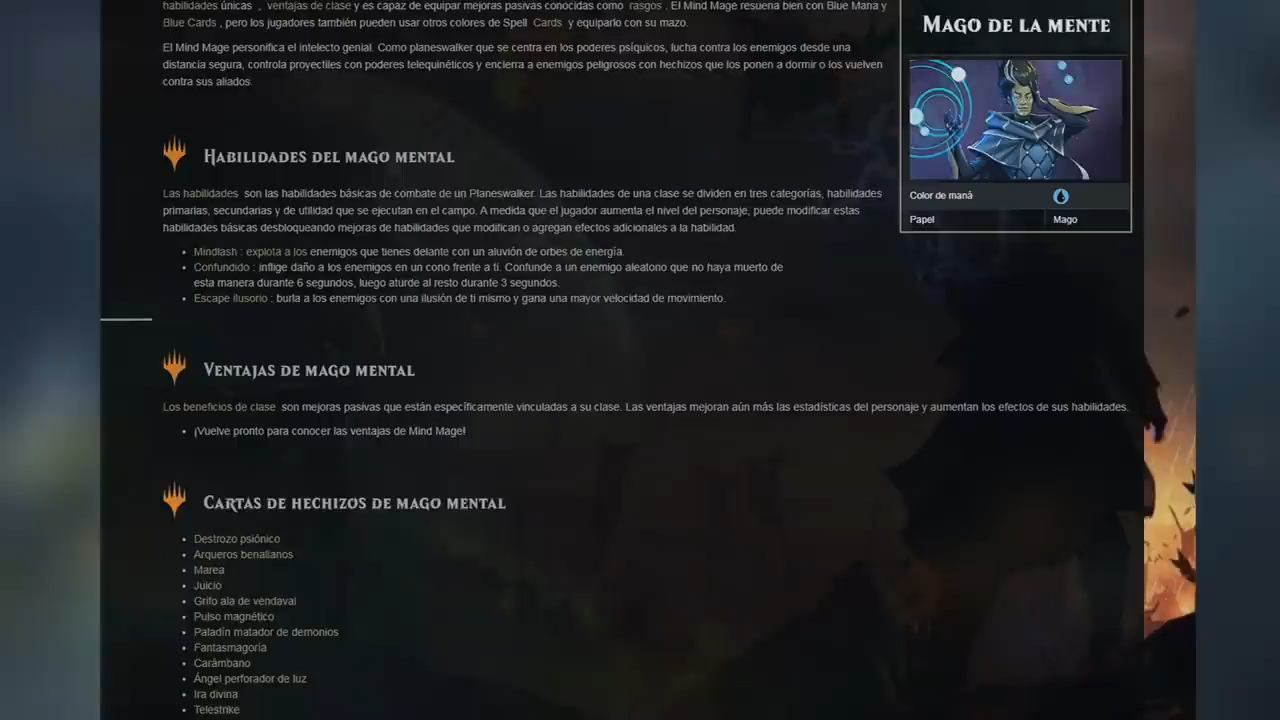 habilidades únicas , ventajas de clase y es capaz de equipar mejoras pasivas conocidas como rasgos . El Mind Mage resuena bien con Blue Mana y
Blue Cards , pero los jugadores también pueden usar otros colores de Spell Cards y equiparlo con su mazo.
El Mind Mage personifica el intelecto genial. Como planeswalker que se centra en los poderes psíquicos, lucha contra los enemigos desde una
distancia segura, controla proyectiles con poderes telequinéticos y encierra a enemigos peligrosos con hechizos que los ponen a dormir o los vuelven
contra sus aliados.
Mago de la mente
Color de maná
Papel Mago
Habilidades del mago mental
Las habilidades son las habilidades básicas de combate de un Planeswalker. Las habilidades de una clase se dividen en tres categorías, habilidades
primarias, secundarias y de utilidad que se ejecutan en el campo. A medida que el jugador aumenta el nivel del personaje, puede modificar estas
habilidades básicas desbloqueando mejoras de habilidades que modifican o agregan efectos adicionales a la habilidad.
• Mindlash : explota a los enemigos que tienes delante con un aluvión de orbes de energía.
• Confundido : inflige daño a los enemigos en un cono frente a ti. Confunde a un enemigo aleatorio que no haya muerto de
esta manera durante 6 segundos, luego aturde al resto durante 3 segundos.
• Escape ilusorio : burla a los enemigos con una ilusión de ti mismo y gana una mayor velocidad de movimiento.
Ventajas de mago mental
Los beneficios de clase son mejoras pasivas que están específicamente vinculadas a su clase. Las ventajas mejoran aún más las estadísticas del personaje y aumentan los efectos de sus habilidades.
• ¡Vuelve pronto para conocer las ventajas de Mind Mage!
Cartas de hechizos de mago mental
• Destrozo psiónico
• Arqueros benalianos
• Marea
• Juicio
• Grifo ala de vendaval
• Pulso magnético
• Paladín matador de demonios
• Fantasmagoría
• Carámbano
• Ángel perforador de luz
• Ira divina
• Telestrike